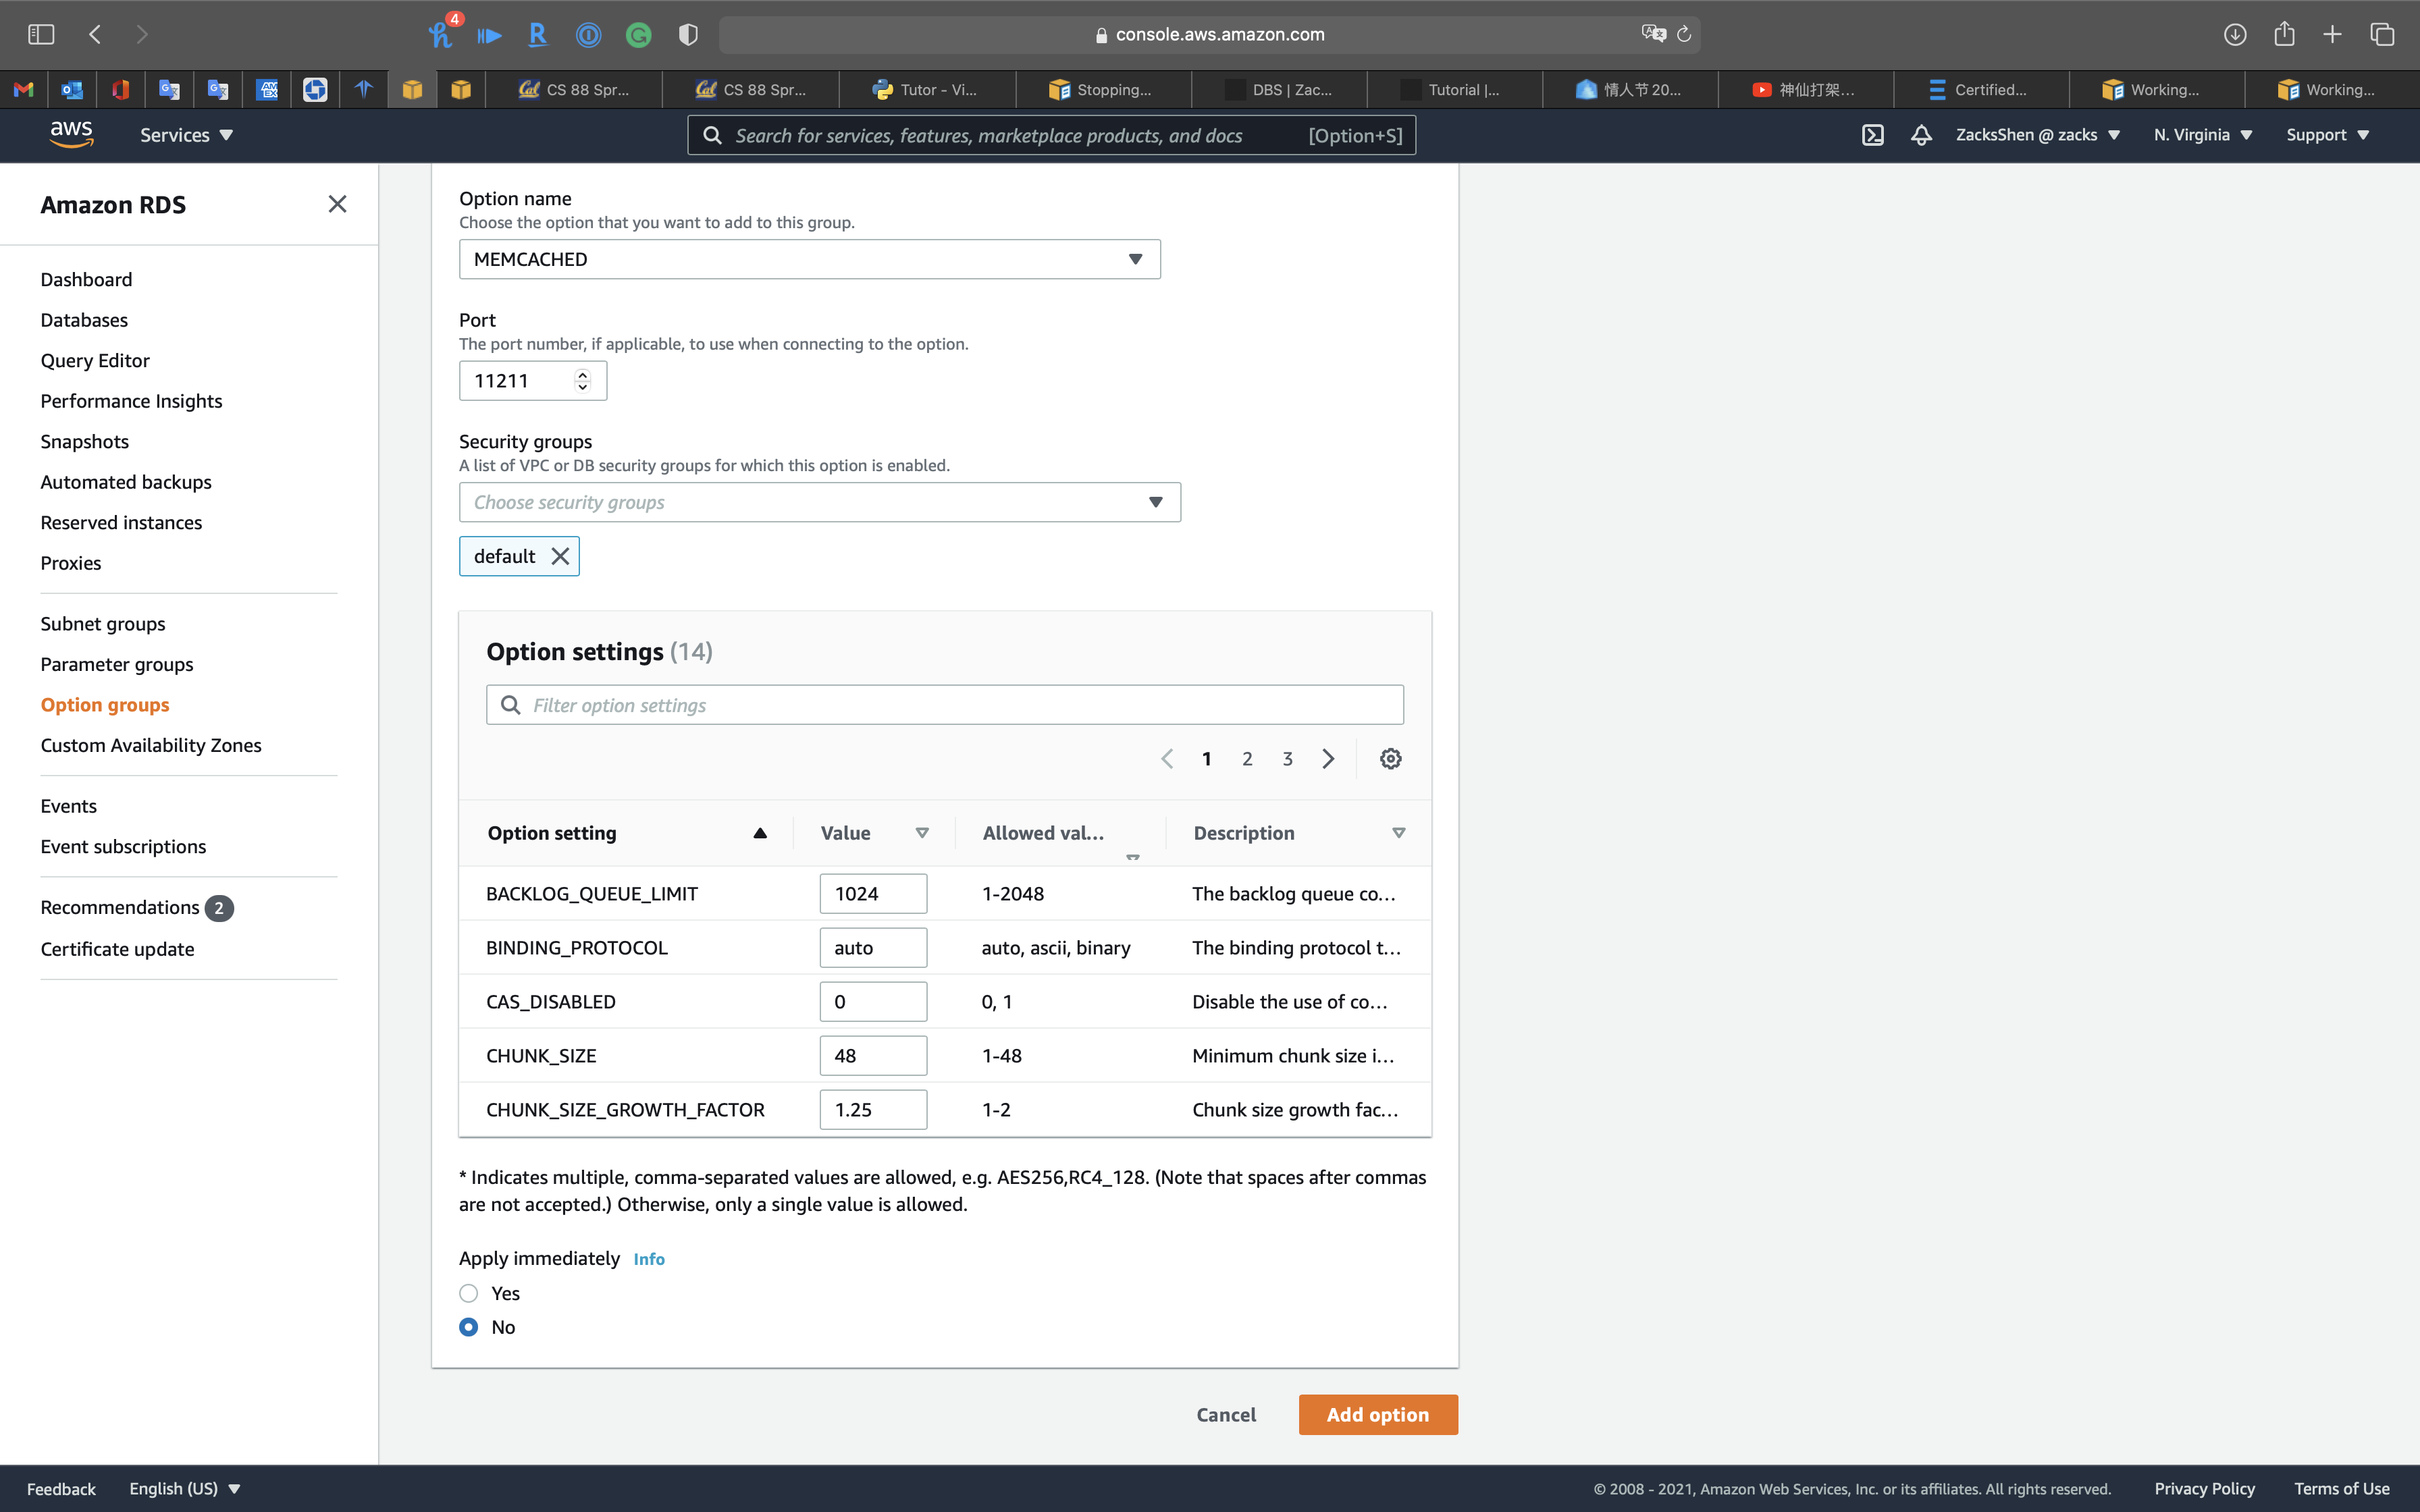 4
console.aws.amazon.com
CS 88 Spr...
CS 88 Spr...
Tutor - Vi...
Stopping...
DBS | Zac...
Tutorial |...
情人节 20...
神仙打架...
Certified...
Working...
Working...
aws
Services
Search for services, features, marketplace products, and docs
[Option+S]
ZacksShen @ zacks
N. Virginia
Support
Amazon RDS
Dashboard
Databases
Query Editor
Performance Insights
Snapshots
Automated backups
Reserved instances
Proxies
Subnet groups
Parameter groups
Option groups
Custom Availability Zones
Events
Event subscriptions
Recommendations 2
Certificate update
Option name
Choose the option that you want to add to this group.
MEMCACHED
Port
The port number, if applicable, to use when connecting to the option.
11211
Security groups
A list of VPC or DB security groups for which this option is enabled.
Choose security groups
default
Option settings (14)
Filter option settings
1 2 3
Option setting Value Allowed val... Description
BACKLOG_QUEUE_LIMIT 1024 1-2048 The backlog queue co...
BINDING_PROTOCOL auto auto, ascii, binary The binding protocol t...
CAS_DISABLED 0 0, 1 Disable the use of co...
CHUNK_SIZE 48 1-48 Minimum chunk size i...
CHUNK_SIZE_GROWTH_FACTOR 1.25 1-2 Chunk size growth fac...
* Indicates multiple, comma-separated values are allowed, e.g. AES256,RC4_128. (Note that spaces after commas
are not accepted.) Otherwise, only a single value is allowed.
Apply immediately Info
Yes
No
Cancel
Add option
Feedback
English (US)
© 2008 - 2021, Amazon Web Services, Inc. or its affiliates. All rights reserved.
Privacy Policy
Terms of Use